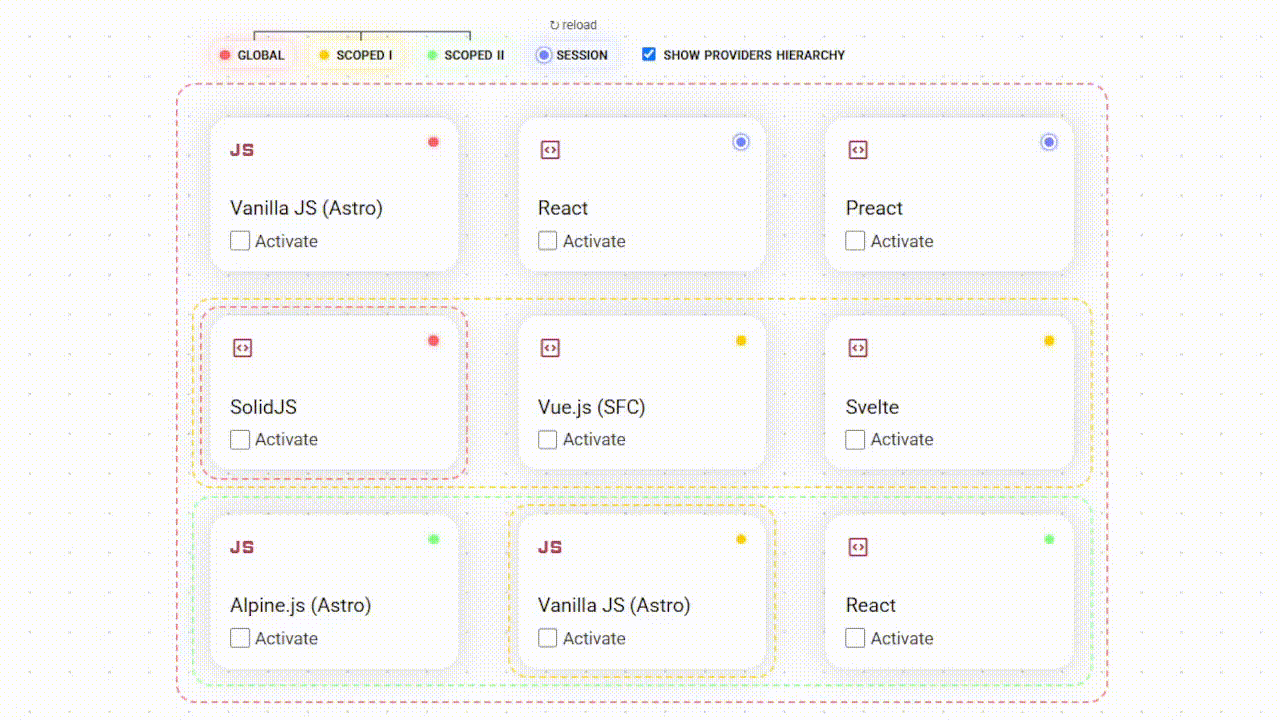 ↻ reload
GLOBAL SCOPED I SCOPED II SESSION SHOW PROVIDERS HIERARCHY
JS
Vanilla JS (Astro) React Preact
Activate Activate Activate
SolidJS Vue.js (SFC) Svelte
Activate Activate Activate
JS JS
Alpine.js (Astro) Vanilla JS (Astro) React
Activate Activate Activate